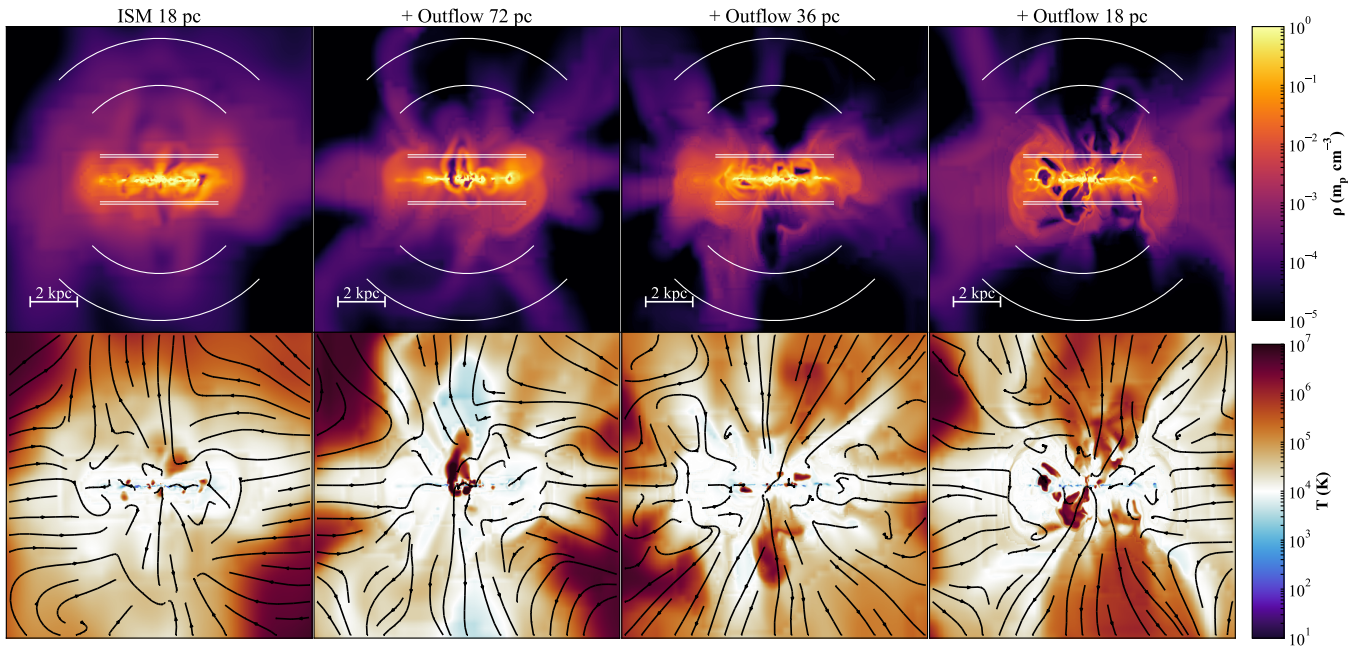 ISM 18 pc
+ Outflow 72 pc
+ Outflow 36 pc
+ Outflow 18 pc
2 kpc
2 kpc
2 kpc
2 kpc
10^0
10^-1
10^-2
10^-3
10^-4
10^-5
ρ (m_p cm^-3)
10^7
10^6
10^5
10^4
10^3
10^2
10^1
T (K)